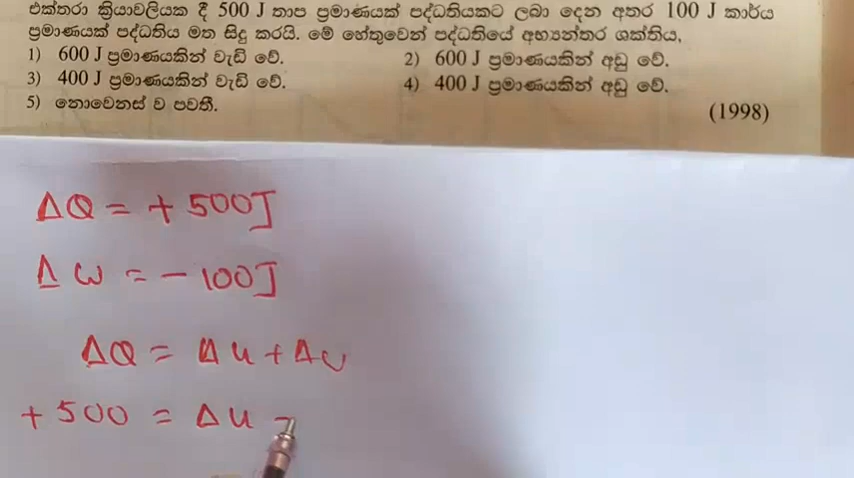 එක්තරා ක්‍රියාවලියක දී 500 J තාප ප්‍රමාණයක් පද්ධතියකට ලබා දෙන අතර 100 J කාර්ය
ප්‍රමාණයක් පද්ධතිය මත සිදු කරයි. මේ හේතුවෙන් පද්ධතියේ අභ්‍යන්තර ශක්තිය,
1) 600 J ප්‍රමාණයකින් වැඩි වේ. 2) 600 J ප්‍රමාණයකින් අඩු වේ.
3) 400 J ප්‍රමාණයකින් වැඩි වේ. 4) 400 J ප්‍රමාණයකින් අඩු වේ.
5) නොවෙනස් ව පවතී.
(1998)
ΔQ = + 500J
Δw = - 100J
ΔQ = Δu + Δw
+ 500 = Δu -